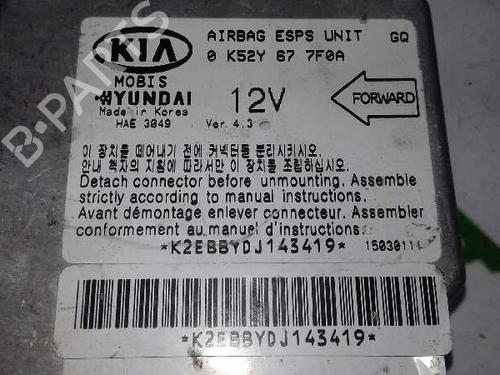 KIA
AIRBAG ESPS UNIT GQ
0 K52Y 67 7F0A
MOBIS
HYUNDAI
Made in Korea
HAE 3049
12V
Ver. 4.3
FORWARD
이 장치를 떼어내기 전에 커넥터를 분리시키시오.
안내 책자의 지침에 따라서만 이 장치를 조립하십시오.
Detach connector before unmounting. Assemble
strictly according to manual instructions.
Avant démontage enlever connecteur. Assembler
conformement au manuel d'instructions.
*K2EBBYDJ143419* 15030111
*K2EBBYDJ143419*
B-PARTS